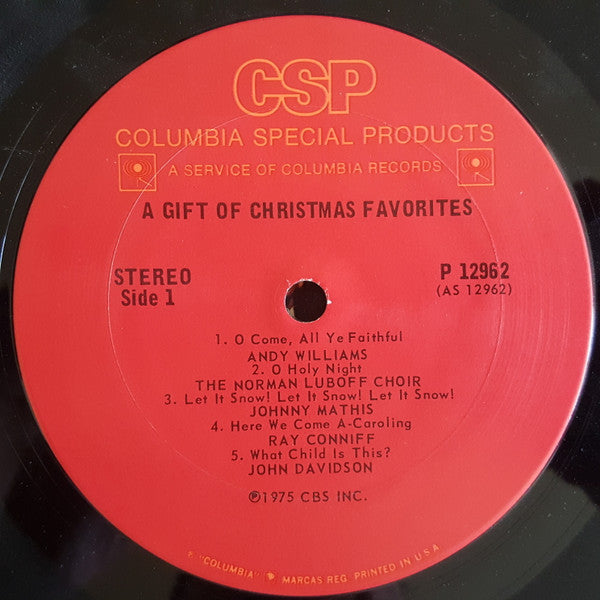 CSP
COLUMBIA SPECIAL PRODUCTS
A SERVICE OF COLUMBIA RECORDS
A GIFT OF CHRISTMAS FAVORITES
STEREO
Side 1
P 12962
(AS 12962)
1. O Come, All Ye Faithful
ANDY WILLIAMS
2. O Holy Night
THE NORMAN LUBOFF CHOIR
3. Let It Snow! Let It Snow! Let It Snow!
JOHNNY MATHIS
4. Here We Come A-Caroling
RAY CONNIFF
5. What Child Is This?
JOHN DAVIDSON
Ⓟ1975 CBS INC.
"COLUMBIA" MARCAS REG. PRINTED IN U.S.A